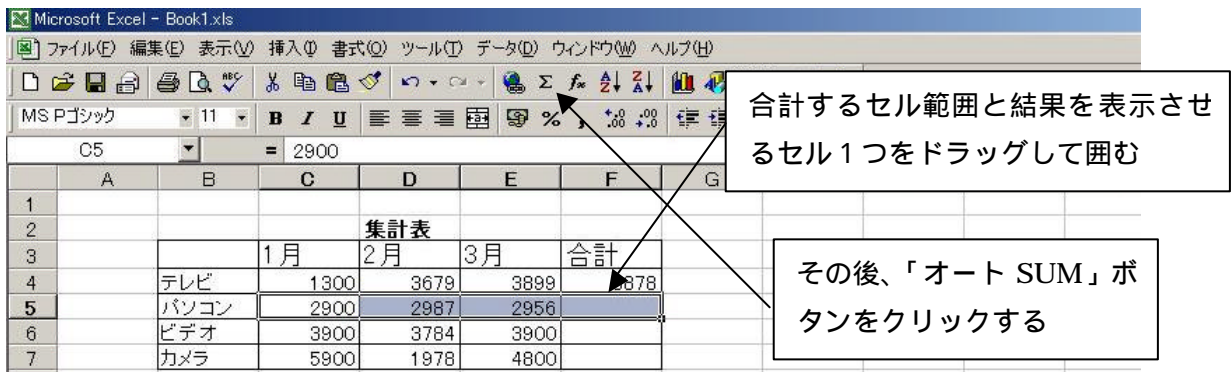 Microsoft Excel - Book1.xls
ファイル(F) 編集(E) 表示(V) 挿入(I) 書式(O) ツール(T) データ(D) ウィンドウ(W) ヘルプ(H)
MS Pゴシック 11 B I U
C5 = 2900
合計するセル範囲と結果を表示させ
るセル１つをドラッグして囲む
A B C D E F G
1
2 集計表
3 1月 2月 3月 合計
4 テレビ 1300 3679 3899 878
5 パソコン 2900 2987 2956
6 ビデオ 3900 3784 3900
7 カメラ 5900 1978 4800
その後、「オート SUM」ボ
タンをクリックする